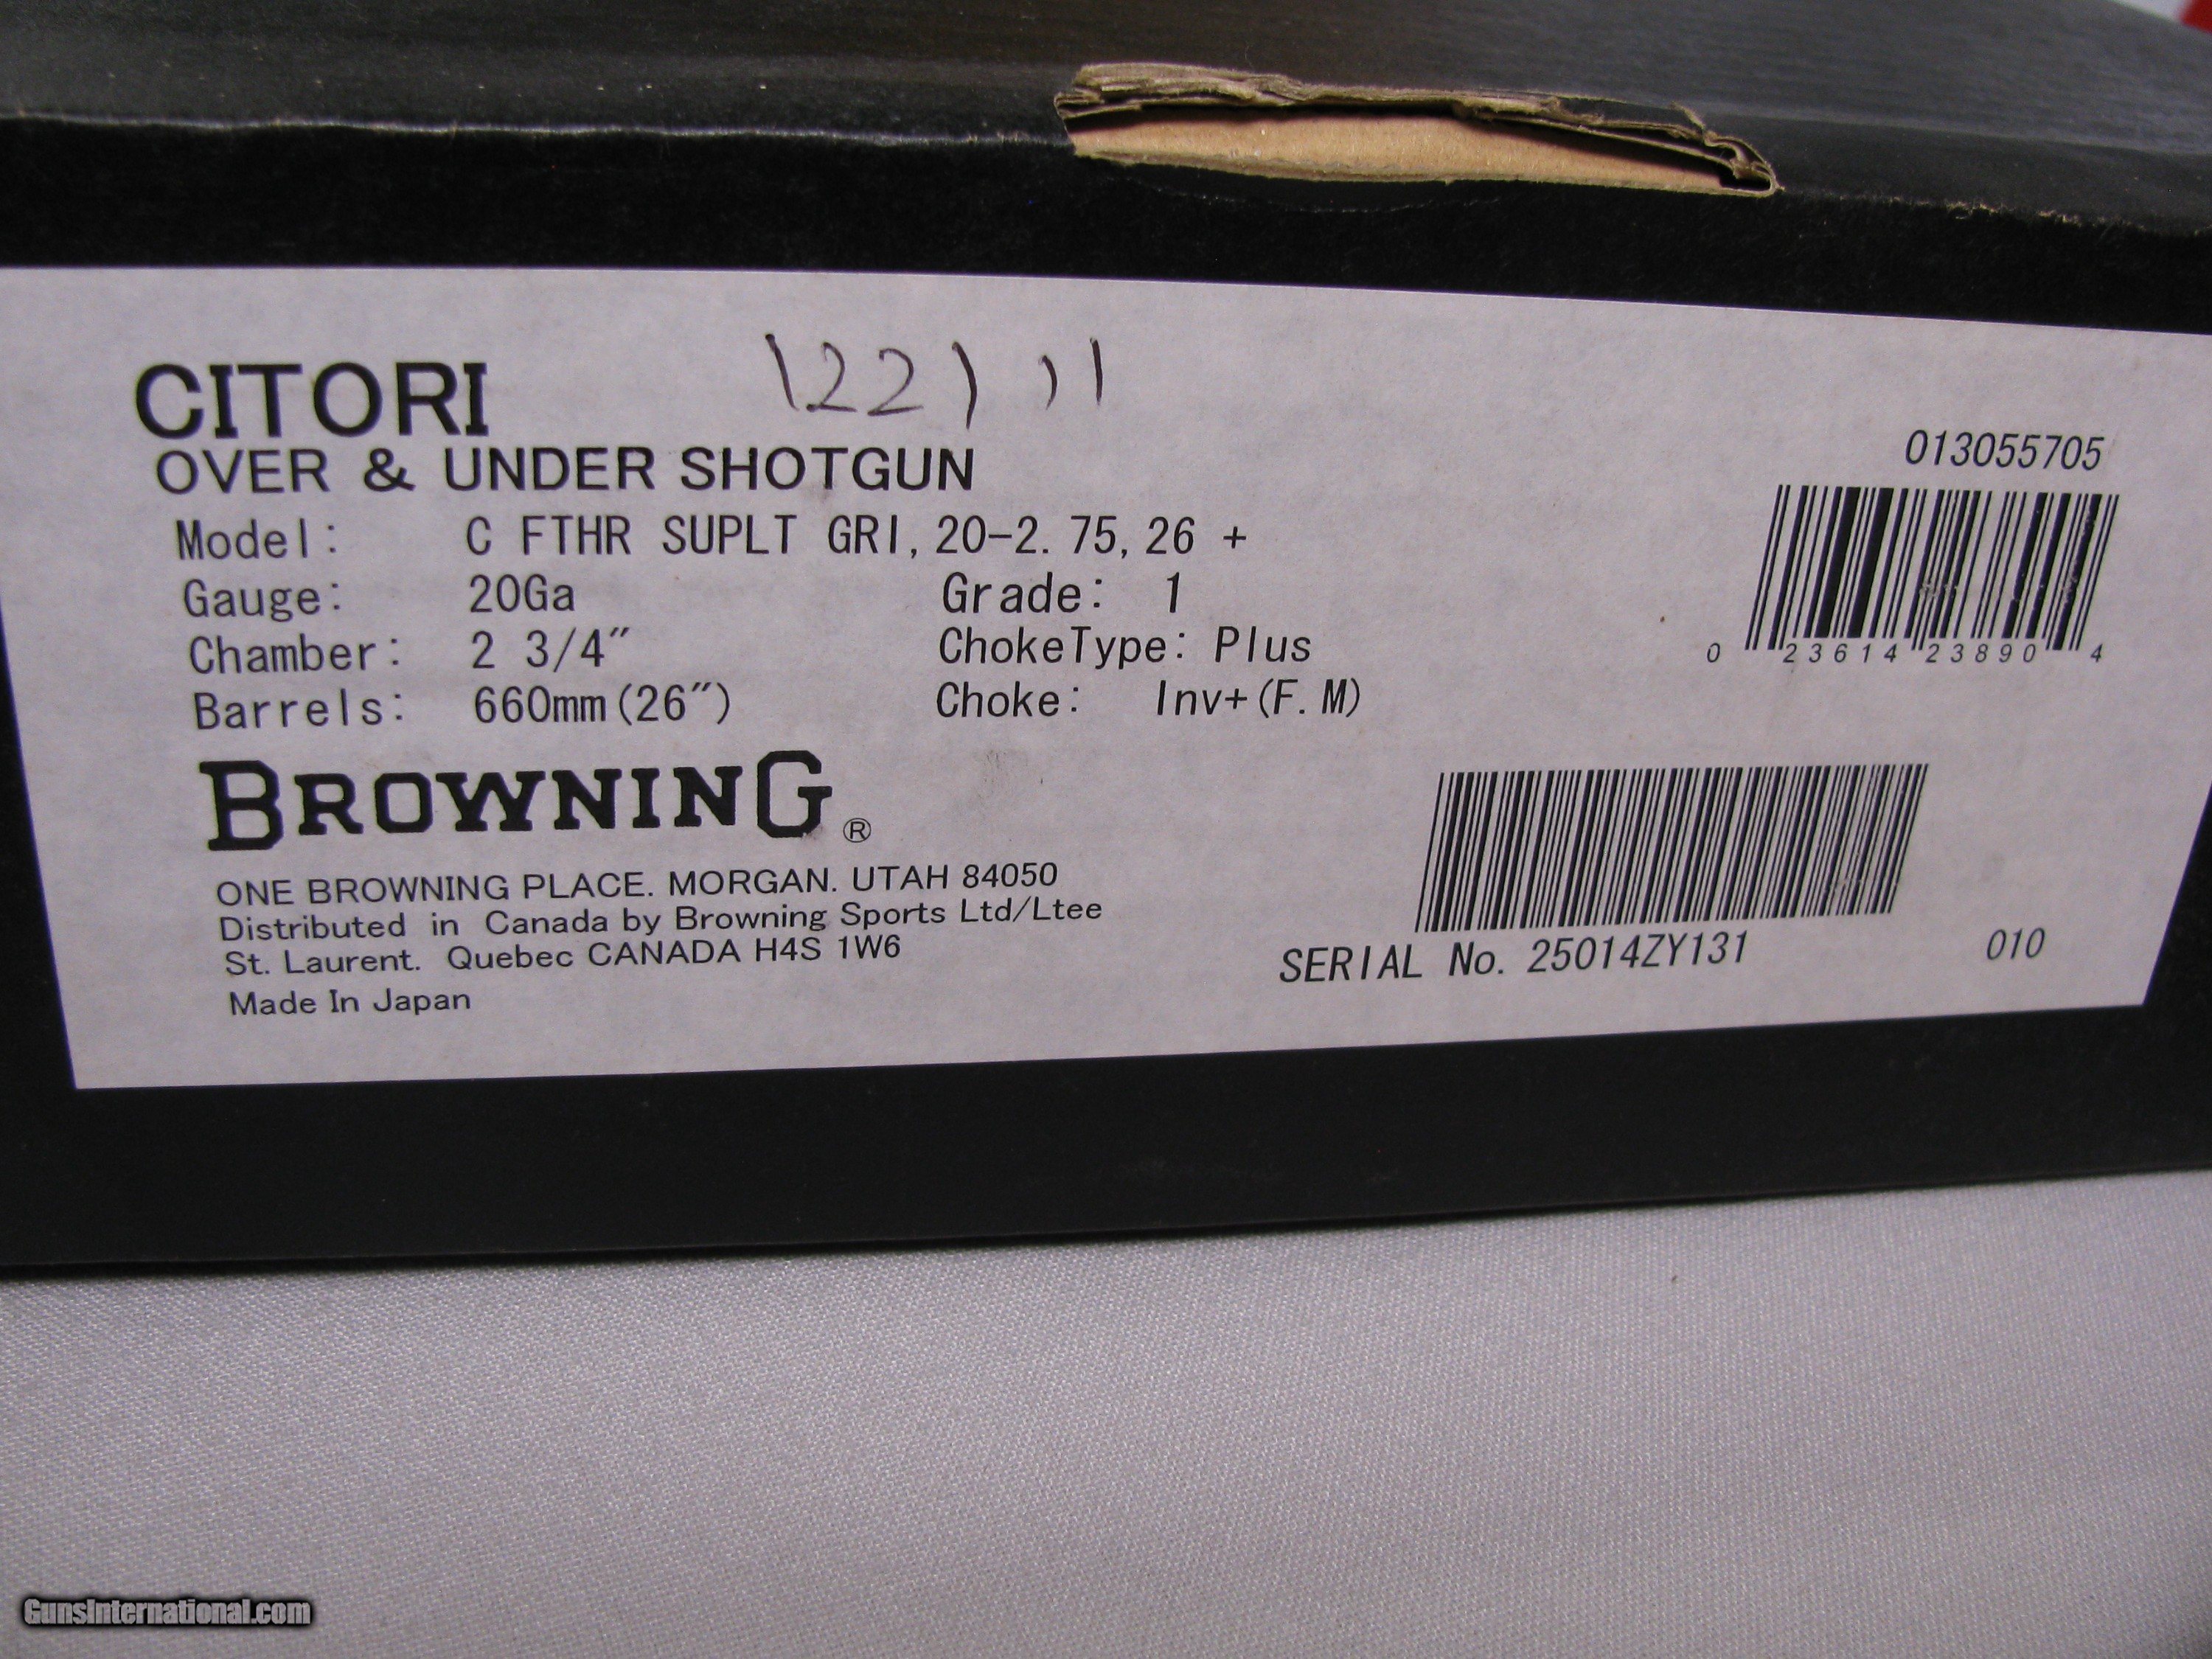 CITORI
122111
OVER & UNDER SHOTGUN
013055705
Model: C FTHR SUPLT GRI, 20-2. 75, 26 +
Gauge: 20Ga Grade: 1
Chamber: 2 3/4" ChokeType: Plus
Barrels: 660mm(26") Choke: Inv+(F. M)
0 23614 23890 4
BROWNING®
ONE BROWNING PLACE. MORGAN. UTAH 84050
Distributed in Canada by Browning Sports Ltd/Ltee
St. Laurent. Quebec CANADA H4S 1W6
Made In Japan
SERIAL No. 25014ZY131 010
GunsInternational.com